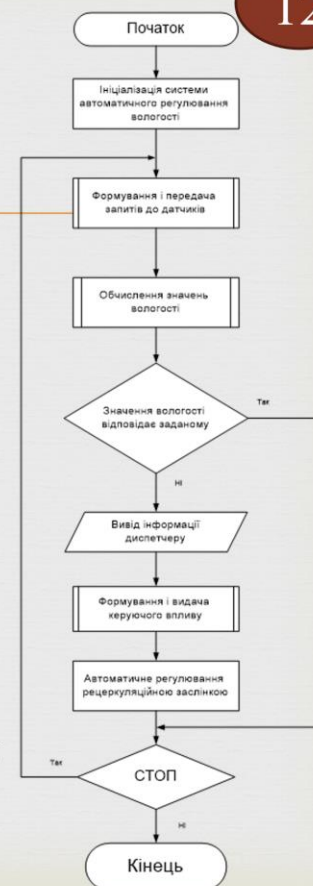 12
Початок
Ініціалізація системи
автоматичного регулювання
вологості
Формування і передача
запитів до датчиків
Обчислення значень
вологості
Значення вологості
відповідає заданому
Так
ні
Вивід інформації
диспетчеру
Формування і видача
керуючого впливу
Автоматичне регулювання
рецеркуляційною заслінкою
Так
СТОП
ні
Кінець